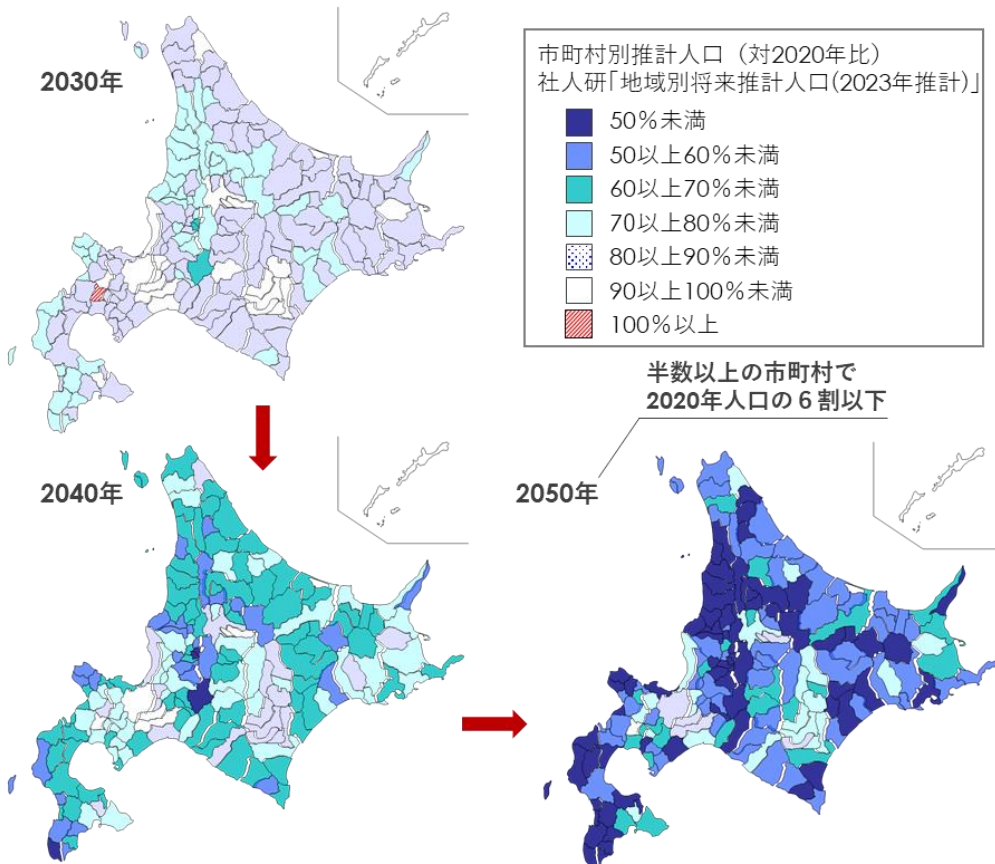 2030年
市町村別推計人口（対2020年比）
社人研「地域別将来推計人口(2023年推計)」
50％未満
50以上60％未満
60以上70％未満
70以上80％未満
80以上90％未満
90以上100％未満
100％以上
半数以上の市町村で
2020年人口の６割以下
2040年
2050年